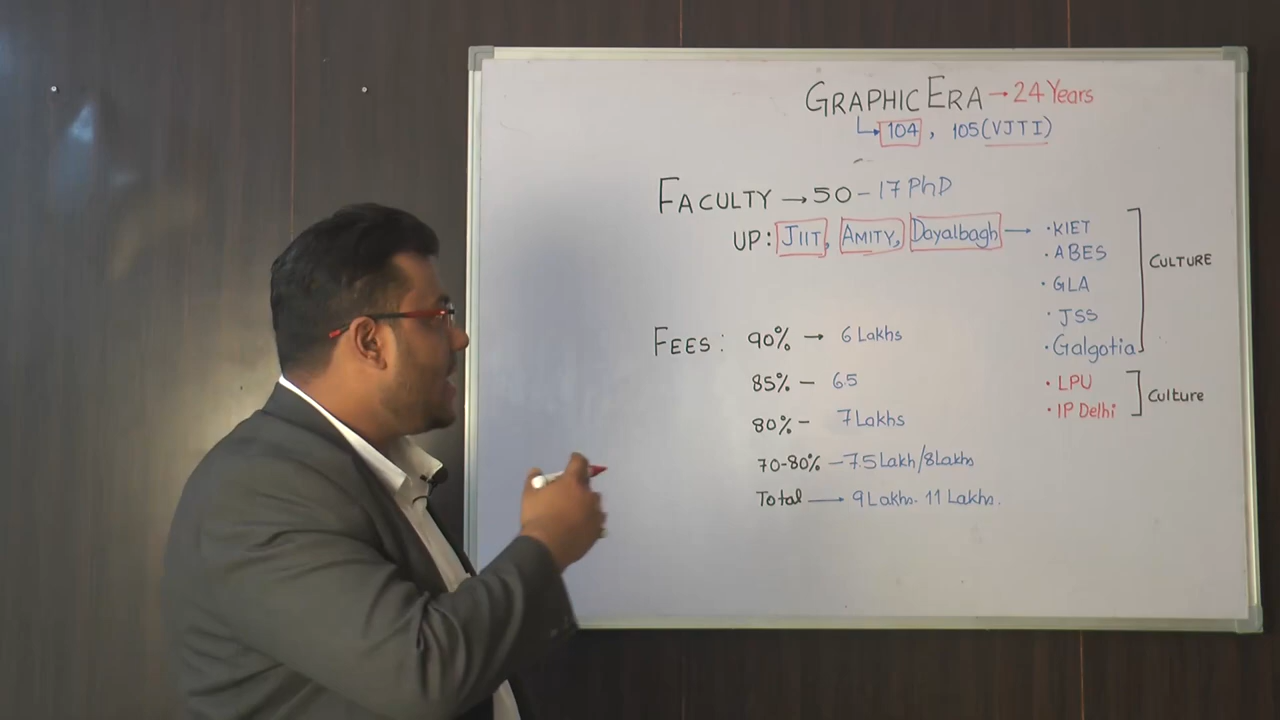 GRAPHIC ERA → 24 Years
104, 105 (VJTI)
FACULTY → 50 - 17 PhD
UP: JIIT, AMITY, Dayalbagh →
· KIET
· ABES
· GLA
· JSS
· Galgotia
CULTURE
· LPU
· IP Delhi
Culture
FEES: 90% → 6 Lakhs
85% - 6.5
80% - 7 Lakhs
70-80% - 7.5 Lakh/8 Lakhs
Total → 9 Lakhs. 11 Lakhs.